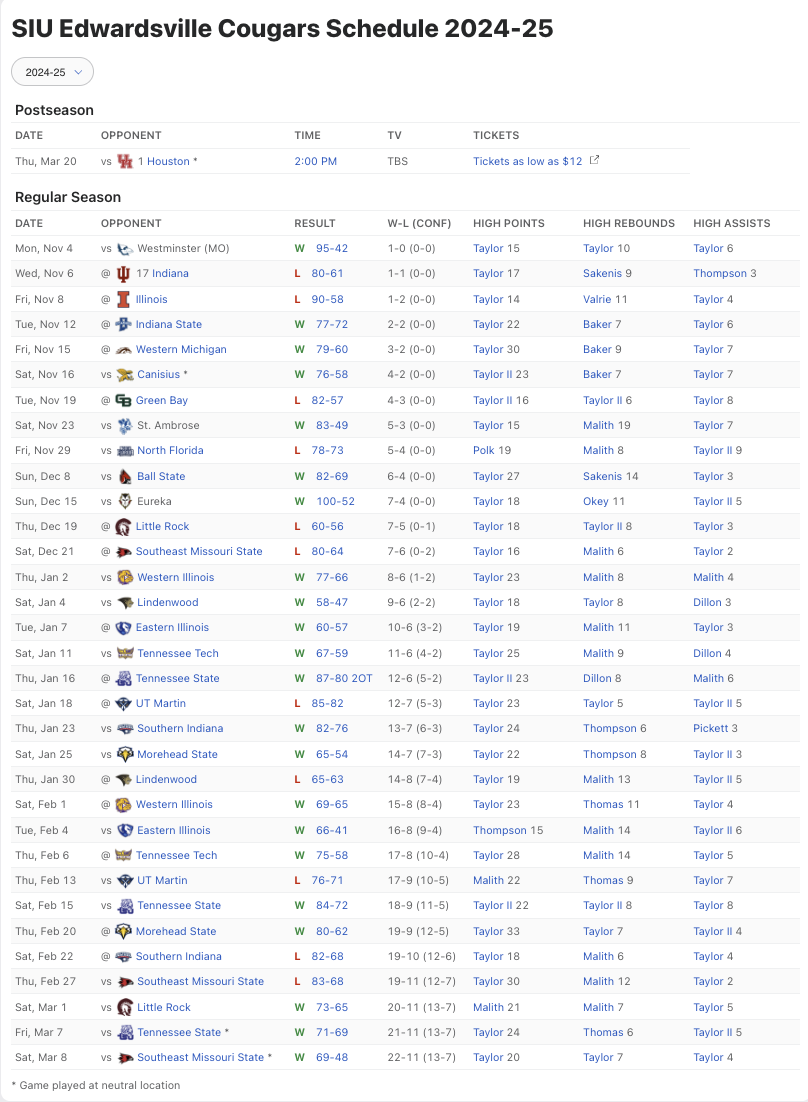 SIU Edwardsville Cougars Schedule 2024-25
2024-25
Postseason
DATE OPPONENT TIME TV TICKETS
Thu, Mar 20 vs 1 Houston * 2:00 PM TBS Tickets as low as $12
Regular Season
DATE OPPONENT RESULT W-L (CONF) HIGH POINTS HIGH REBOUNDS HIGH ASSISTS
Mon, Nov 4 vs Westminster (MO) W 95-42 1-0 (0-0) Taylor 15 Taylor 10 Taylor 6
Wed, Nov 6 @ 17 Indiana L 80-61 1-1 (0-0) Taylor 17 Sakenis 9 Thompson 3
Fri, Nov 8 @ Illinois L 90-58 1-2 (0-0) Taylor 14 Valrie 11 Taylor 4
Tue, Nov 12 @ Indiana State W 77-72 2-2 (0-0) Taylor 22 Baker 7 Taylor 6
Fri, Nov 15 @ Western Michigan W 79-60 3-2 (0-0) Taylor 30 Baker 9 Taylor 7
Sat, Nov 16 vs Canisius * W 76-58 4-2 (0-0) Taylor II 23 Baker 7 Taylor 7
Tue, Nov 19 @ Green Bay L 82-57 4-3 (0-0) Taylor II 16 Taylor II 6 Taylor 8
Sat, Nov 23 vs St. Ambrose W 83-49 5-3 (0-0) Taylor 15 Malith 19 Taylor 7
Fri, Nov 29 vs North Florida L 78-73 5-4 (0-0) Polk 19 Malith 8 Taylor II 9
Sun, Dec 8 vs Ball State W 82-69 6-4 (0-0) Taylor 27 Sakenis 14 Taylor 3
Sun, Dec 15 vs Eureka W 100-52 7-4 (0-0) Taylor 18 Okey 11 Taylor II 5
Thu, Dec 19 @ Little Rock L 60-56 7-5 (0-1) Taylor 18 Taylor II 8 Taylor 3
Sat, Dec 21 @ Southeast Missouri State L 80-64 7-6 (0-2) Taylor 16 Malith 6 Taylor 2
Thu, Jan 2 vs Western Illinois W 77-66 8-6 (1-2) Taylor 23 Malith 8 Malith 4
Sat, Jan 4 vs Lindenwood W 58-47 9-6 (2-2) Taylor 18 Taylor 8 Dillon 3
Tue, Jan 7 @ Eastern Illinois W 60-57 10-6 (3-2) Taylor 19 Malith 11 Taylor 3
Sat, Jan 11 vs Tennessee Tech W 67-59 11-6 (4-2) Taylor 25 Malith 9 Dillon 4
Thu, Jan 16 @ Tennessee State W 87-80 2OT 12-6 (5-2) Taylor II 23 Dillon 8 Malith 6
Sat, Jan 18 @ UT Martin L 85-82 12-7 (5-3) Taylor 23 Taylor 5 Taylor II 5
Thu, Jan 23 vs Southern Indiana W 82-76 13-7 (6-3) Taylor 24 Thompson 6 Pickett 3
Sat, Jan 25 vs Morehead State W 65-54 14-7 (7-3) Taylor 22 Thompson 8 Taylor II 3
Thu, Jan 30 @ Lindenwood L 65-63 14-8 (7-4) Taylor 19 Malith 13 Taylor II 5
Sat, Feb 1 @ Western Illinois W 69-65 15-8 (8-4) Taylor 23 Thomas 11 Taylor 4
Tue, Feb 4 vs Eastern Illinois W 66-41 16-8 (9-4) Thompson 15 Malith 14 Taylor II 6
Thu, Feb 6 @ Tennessee Tech W 75-58 17-8 (10-4) Taylor 28 Malith 14 Taylor 5
Thu, Feb 13 vs UT Martin L 76-71 17-9 (10-5) Malith 22 Thomas 9 Taylor 7
Sat, Feb 15 vs Tennessee State W 84-72 18-9 (11-5) Taylor II 22 Taylor II 8 Taylor 8
Thu, Feb 20 @ Morehead State W 80-62 19-9 (12-5) Taylor 33 Taylor 7 Taylor II 4
Sat, Feb 22 @ Southern Indiana L 82-68 19-10 (12-6) Taylor 18 Malith 6 Taylor 4
Thu, Feb 27 vs Southeast Missouri State L 83-68 19-11 (12-7) Taylor 30 Malith 12 Taylor 2
Sat, Mar 1 vs Little Rock W 73-65 20-11 (13-7) Malith 21 Malith 7 Taylor 5
Fri, Mar 7 vs Tennessee State * W 71-69 21-11 (13-7) Taylor 24 Thomas 6 Taylor II 5
Sat, Mar 8 vs Southeast Missouri State * W 69-48 22-11 (13-7) Taylor 20 Taylor 7 Taylor 4
* Game played at neutral location